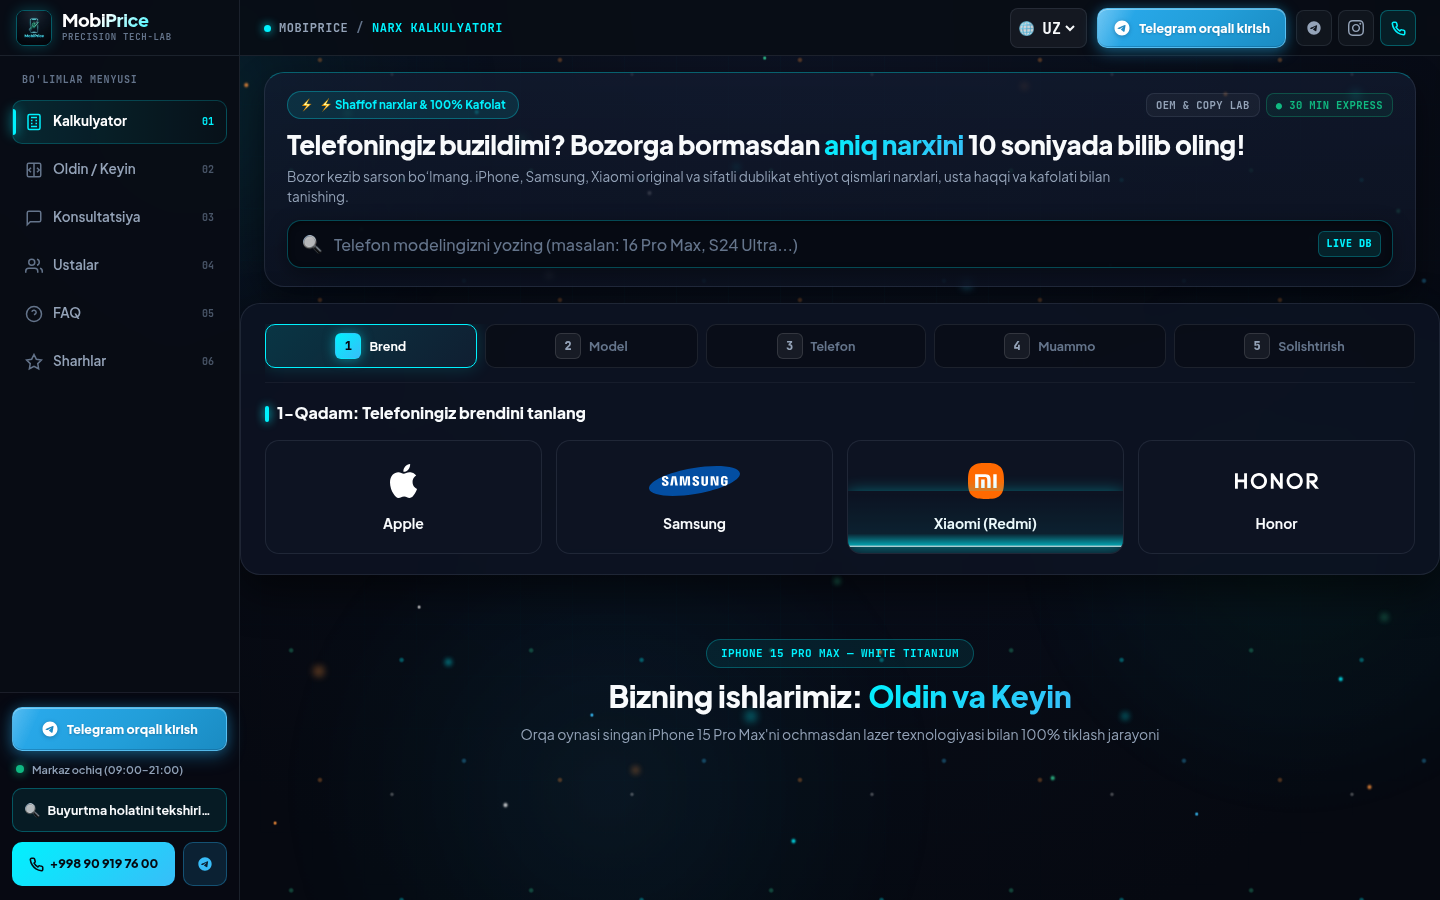 MobiPrice
PRECISION TECH-LAB
BO'LIMLAR MENYUSI
Kalkulyator 01
Oldin / Keyin 02
Konsultatsiya 03
Ustalar 04
FAQ 05
Sharhlar 06
Telegram orqali kirish
Markaz ochiq (09:00–21:00)
Buyurtma holatini tekshiri...
+998 90 919 76 00
MOBIPRICE / NARX KALKULYATORI
UZ
Telegram orqali kirish
⚡ ⚡ Shaffof narxlar & 100% Kafolat
OEM & COPY LAB
● 30 MIN EXPRESS
Telefoningiz buzildimi? Bozorga bormasdan aniq narxini 10 soniyada bilib oling!
Bozor kezib sarson bo'lmang. iPhone, Samsung, Xiaomi original va sifatli dublikat ehtiyot qismlari narxlari, usta haqqi va kafolati bilan
tanishing.
Telefon modelingizni yozing (masalan: 16 Pro Max, S24 Ultra...)
LIVE DB
1 Brend
2 Model
3 Telefon
4 Muammo
5 Solishtirish
1-Qadam: Telefoningiz brendini tanlang
SAMSUNG
HONOR
Apple
Samsung
Xiaomi (Redmi)
Honor
IPHONE 15 PRO MAX — WHITE TITANIUM
Bizning ishlarimiz: Oldin va Keyin
Orqa oynasi singan iPhone 15 Pro Max'ni ochmasdan lazer texnologiyasi bilan 100% tiklash jarayoni